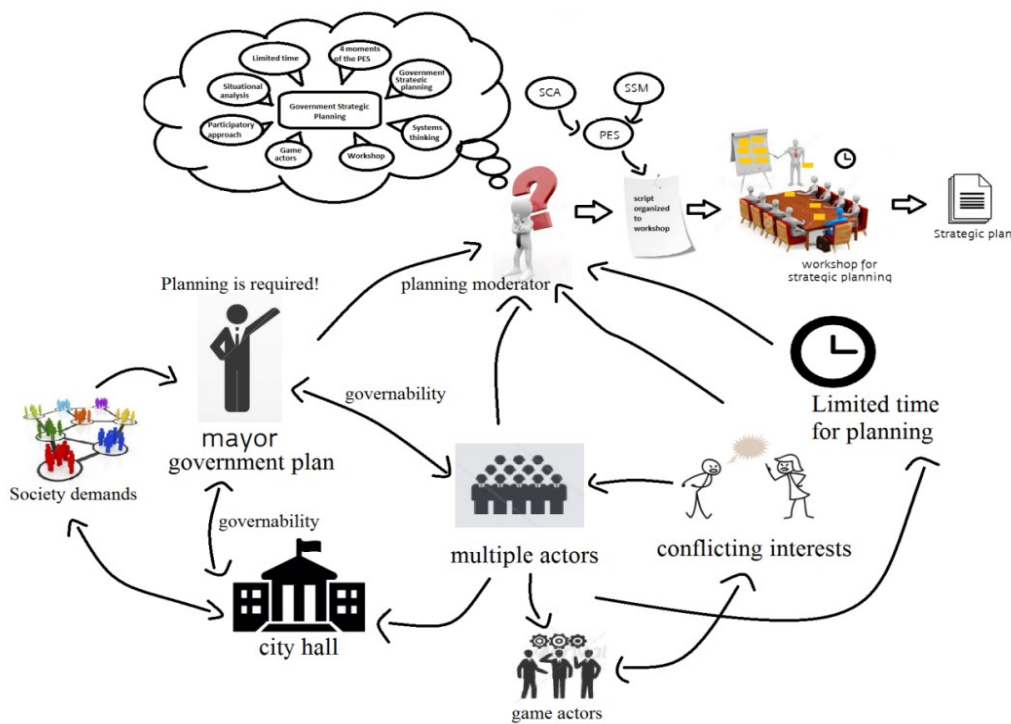 Limited time
4 moments
of the PES
Government
Strategic
planning
Situational
analysis
Government Strategic
Planning
Participatory
approach
Systems
thinking
Game
actors
Workshop
SCA
SSM
PES
script
organized
to
workshop
workshop for
strategic planning
Strategic plan
Planning is required!
planning moderator
governability
mayor
government plan
Limited time
for planning
Society demands
governability
multiple actors
conflicting interests
city hall
game actors